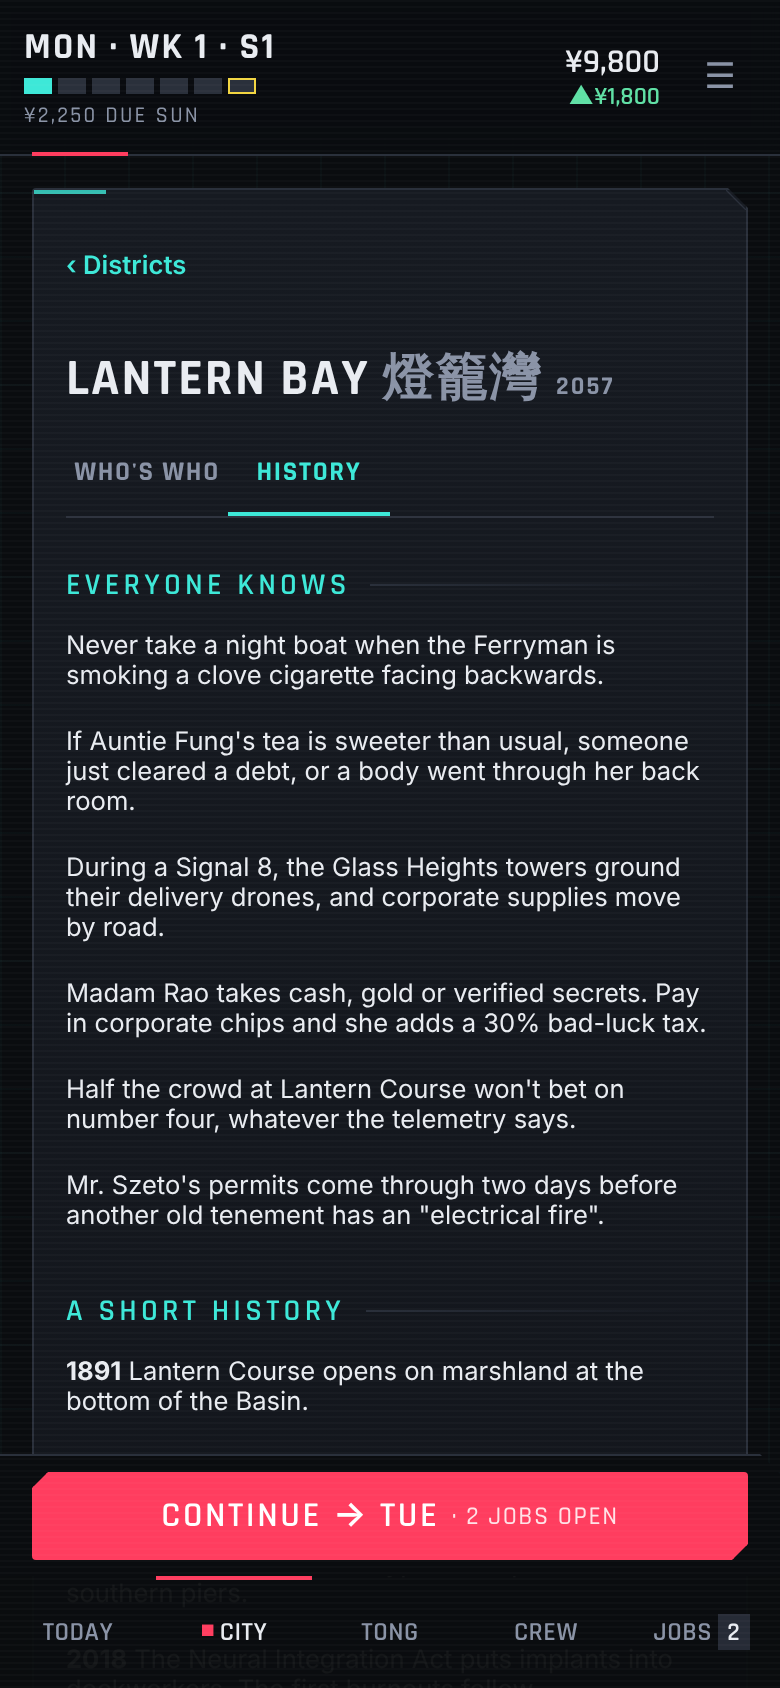 MON · WK 1 · S1
¥2,250 DUE SUN
¥9,800
▲¥1,800
‹ Districts
LANTERN BAY 燈籠灣 2057
WHO'S WHO HISTORY
EVERYONE KNOWS
Never take a night boat when the Ferryman is
smoking a clove cigarette facing backwards.
If Auntie Fung's tea is sweeter than usual, someone
just cleared a debt, or a body went through her back
room.
During a Signal 8, the Glass Heights towers ground
their delivery drones, and corporate supplies move
by road.
Madam Rao takes cash, gold or verified secrets. Pay
in corporate chips and she adds a 30% bad-luck tax.
Half the crowd at Lantern Course won't bet on
number four, whatever the telemetry says.
Mr. Szeto's permits come through two days before
another old tenement has an "electrical fire".
A SHORT HISTORY
1891 Lantern Course opens on marshland at the
bottom of the Basin.
CONTINUE → TUE · 2 JOBS OPEN
southern piers.
TODAY CITY TONG CREW JOBS 2
2018 The Neural Integration Act puts implants into
dockworkers. The first burnouts follow.